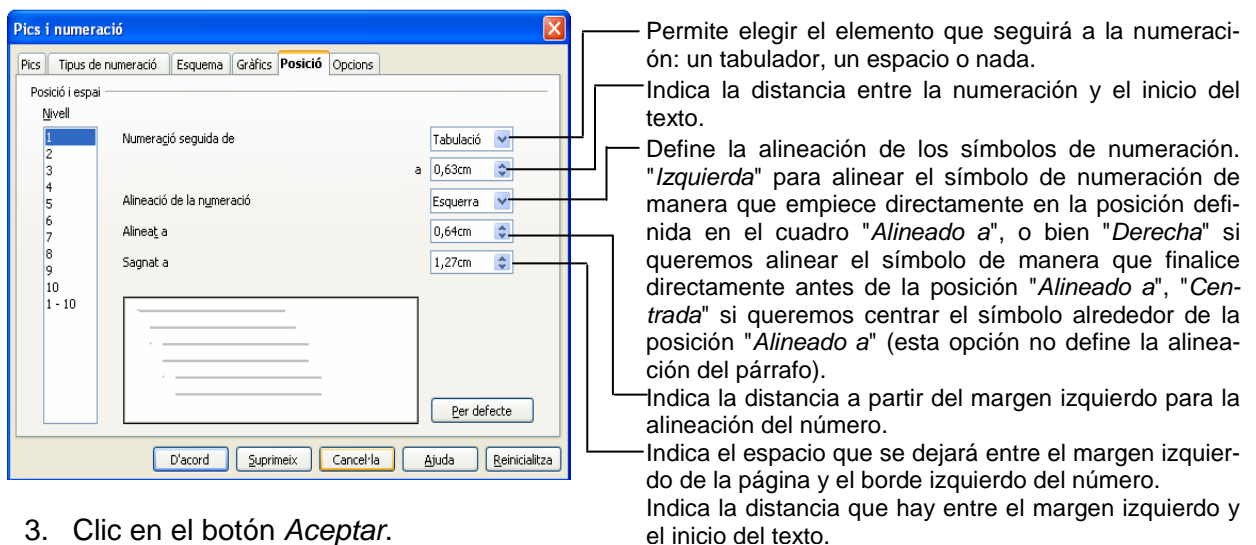 Pics i numeració
Pics Tipus de numeració Esquema Gràfics Posició Opcions
Posició i espai
Nivell
1
2
3
4
5
6
7
8
9
10
1 - 10
Numeració seguida de Tabulació
a 0,63cm
Alineació de la numeració Esquerra
Alineat a 0,64cm
Sagnat a 1,27cm
Per defecte
D'acord Suprimeix Cancel·la Ajuda Reinicialitza
3. Clic en el botón Aceptar.
Permite elegir el elemento que seguirá a la numeraci-
ón: un tabulador, un espacio o nada.
Indica la distancia entre la numeración y el inicio del
texto.
Define la alineación de los símbolos de numeración.
"Izquierda" para alinear el símbolo de numeración de
manera que empiece directamente en la posición defi-
nida en el cuadro "Alineado a", o bien "Derecha" si
queremos alinear el símbolo de manera que finalice
directamente antes de la posición "Alineado a", "Cen-
trada" si queremos centrar el símbolo alrededor de la
posición "Alineado a" (esta opción no define la alinea-
ción del párrafo).
Indica la distancia a partir del margen izquierdo para la
alineación del número.
Indica el espacio que se dejará entre el margen izquier-
do de la página y el borde izquierdo del número.
Indica la distancia que hay entre el margen izquierdo y
el inicio del texto.